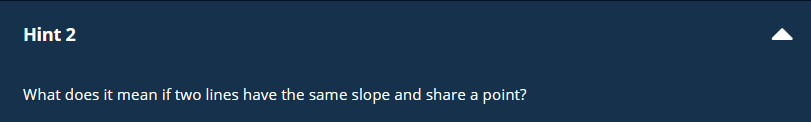 Hint 2
What does it mean if two lines have the same slope and share a point?